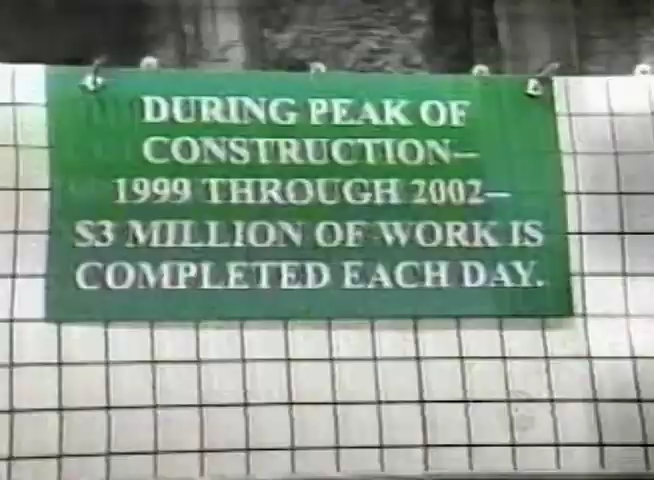 DURING PEAK OF
CONSTRUCTION—
1999 THROUGH 2002—
$3 MILLION OF WORK IS
COMPLETED EACH DAY.